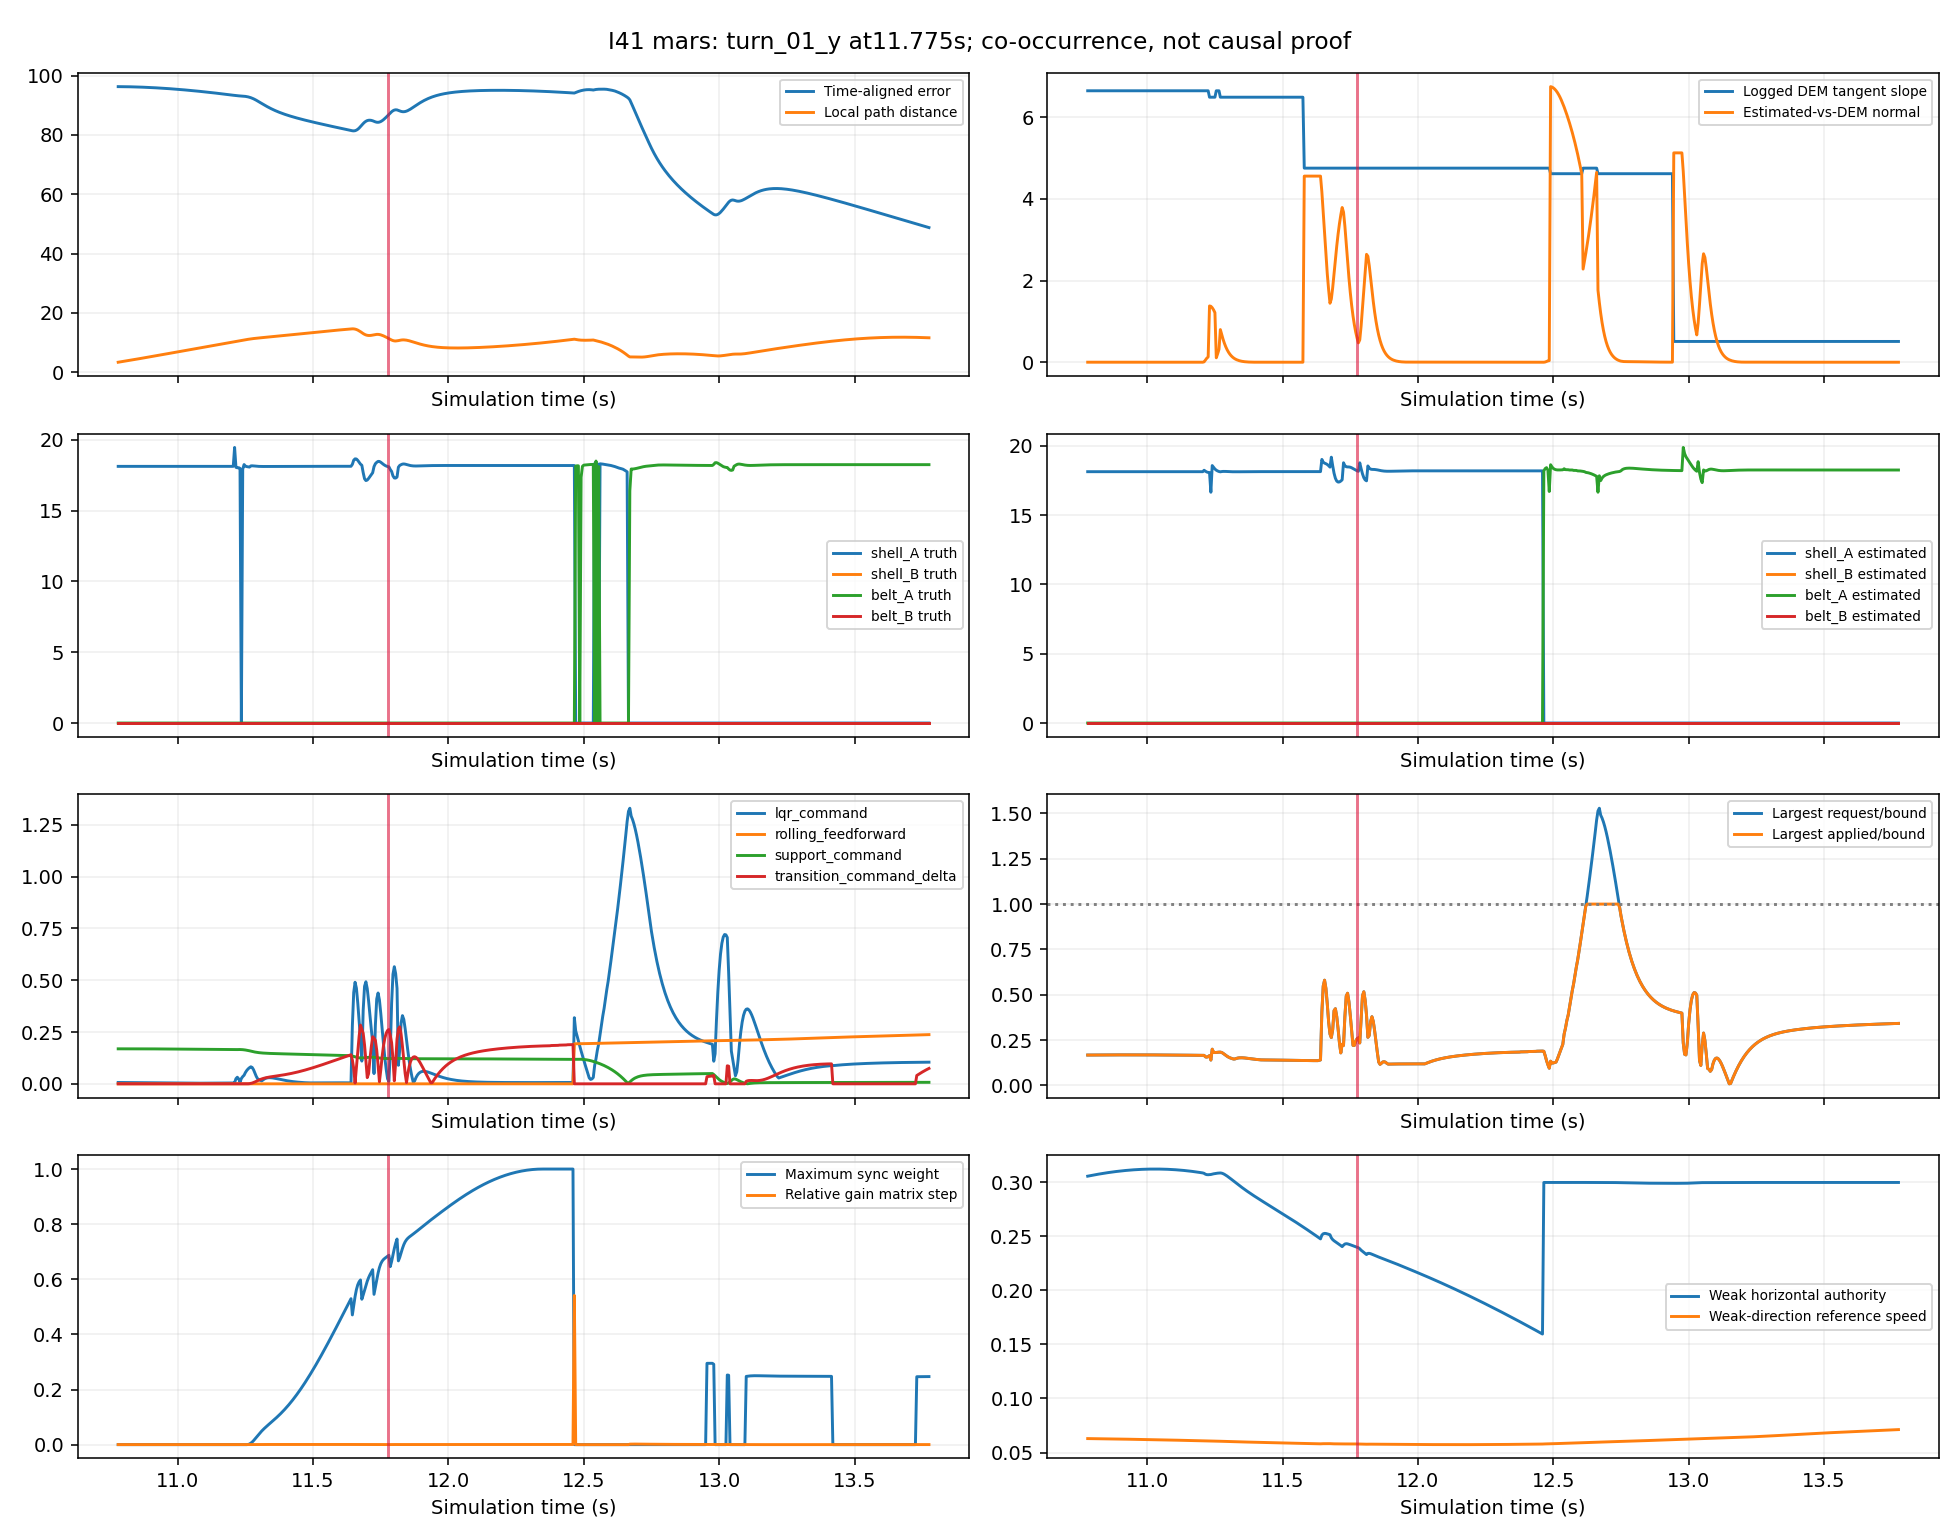 I41 mars: turn_01_y at11.775s; co-occurrence, not causal proof
100
80
60
40
20
0
Time-aligned error
Local path distance
Simulation time (s)
6
4
2
0
Logged DEM tangent slope
Estimated-vs-DEM normal
Simulation time (s)
20
15
10
5
0
shell_A truth
shell_B truth
belt_A truth
belt_B truth
Simulation time (s)
20
15
10
5
0
shell_A estimated
shell_B estimated
belt_A estimated
belt_B estimated
Simulation time (s)
1.25
1.00
0.75
0.50
0.25
0.00
lqr_command
rolling_feedforward
support_command
transition_command_delta
Simulation time (s)
1.50
1.25
1.00
0.75
0.50
0.25
0.00
Largest request/bound
Largest applied/bound
Simulation time (s)
1.0
0.8
0.6
0.4
0.2
0.0
Maximum sync weight
Relative gain matrix step
11.0 11.5 12.0 12.5 13.0 13.5
Simulation time (s)
0.30
0.25
0.20
0.15
0.10
0.05
Weak horizontal authority
Weak-direction reference speed
11.0 11.5 12.0 12.5 13.0 13.5
Simulation time (s)